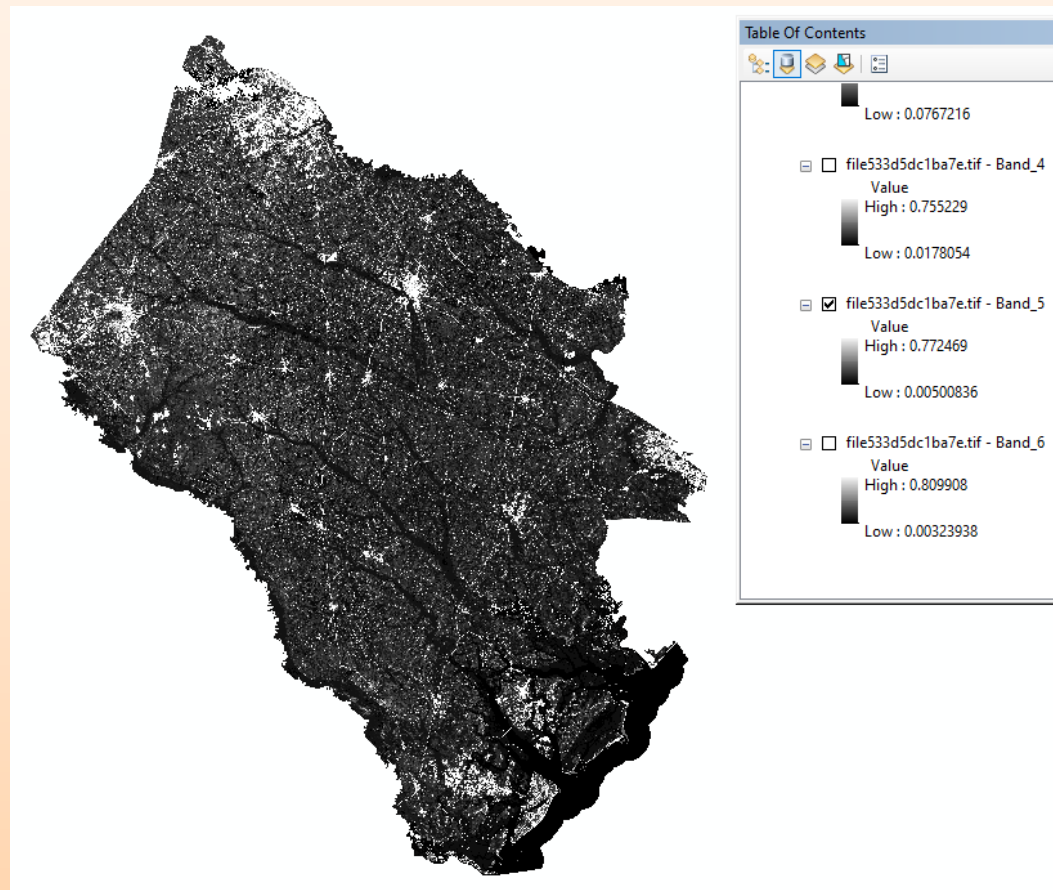 Table Of Contents
Low : 0.0767216
file533d5dc1ba7e.tif - Band_4
Value
High : 0.755229
Low : 0.0178054
file533d5dc1ba7e.tif - Band_5
Value
High : 0.772469
Low : 0.00500836
file533d5dc1ba7e.tif - Band_6
Value
High : 0.809908
Low : 0.00323938